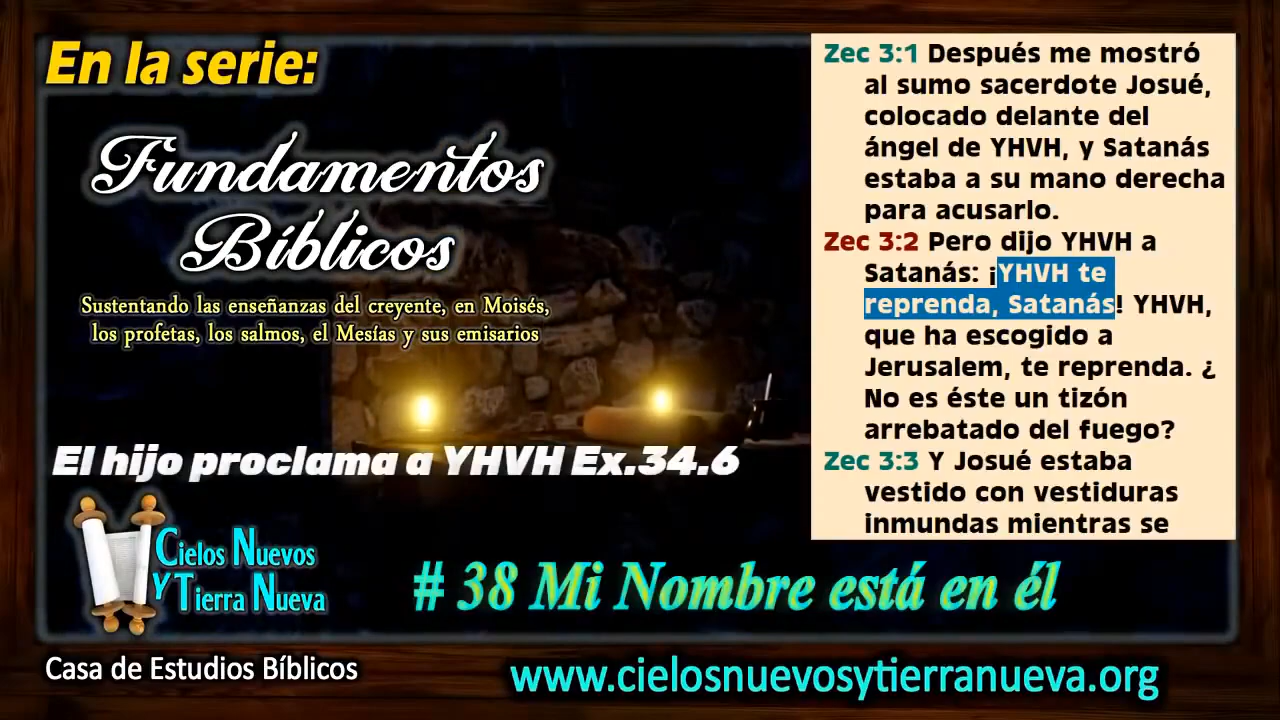 En la serie:
Fundamentos
Bíblicos
Sustentando las enseñanzas del creyente, en Moisés,
los profetas, los salmos, el Mesías y sus emisarios
El hijo proclama a YHVH Ex.34.6
Cielos Nuevos
Y Tierra Nueva
Casa de Estudios Bíblicos
Zec 3:1 Después me mostró
al sumo sacerdote Josué,
colocado delante del
ángel de YHVH, y Satanás
estaba a su mano derecha
para acusarlo.
Zec 3:2 Pero dijo YHVH a
Satanás: ¡YHVH te
reprenda, Satanás! YHVH,
que ha escogido a
Jerusalem, te reprenda. ¿
No es éste un tizón
arrebatado del fuego?
Zec 3:3 Y Josué estaba
vestido con vestiduras
inmundas mientras se
# 38 Mi Nombre está en él
www.cielosnuevosytierranueva.org